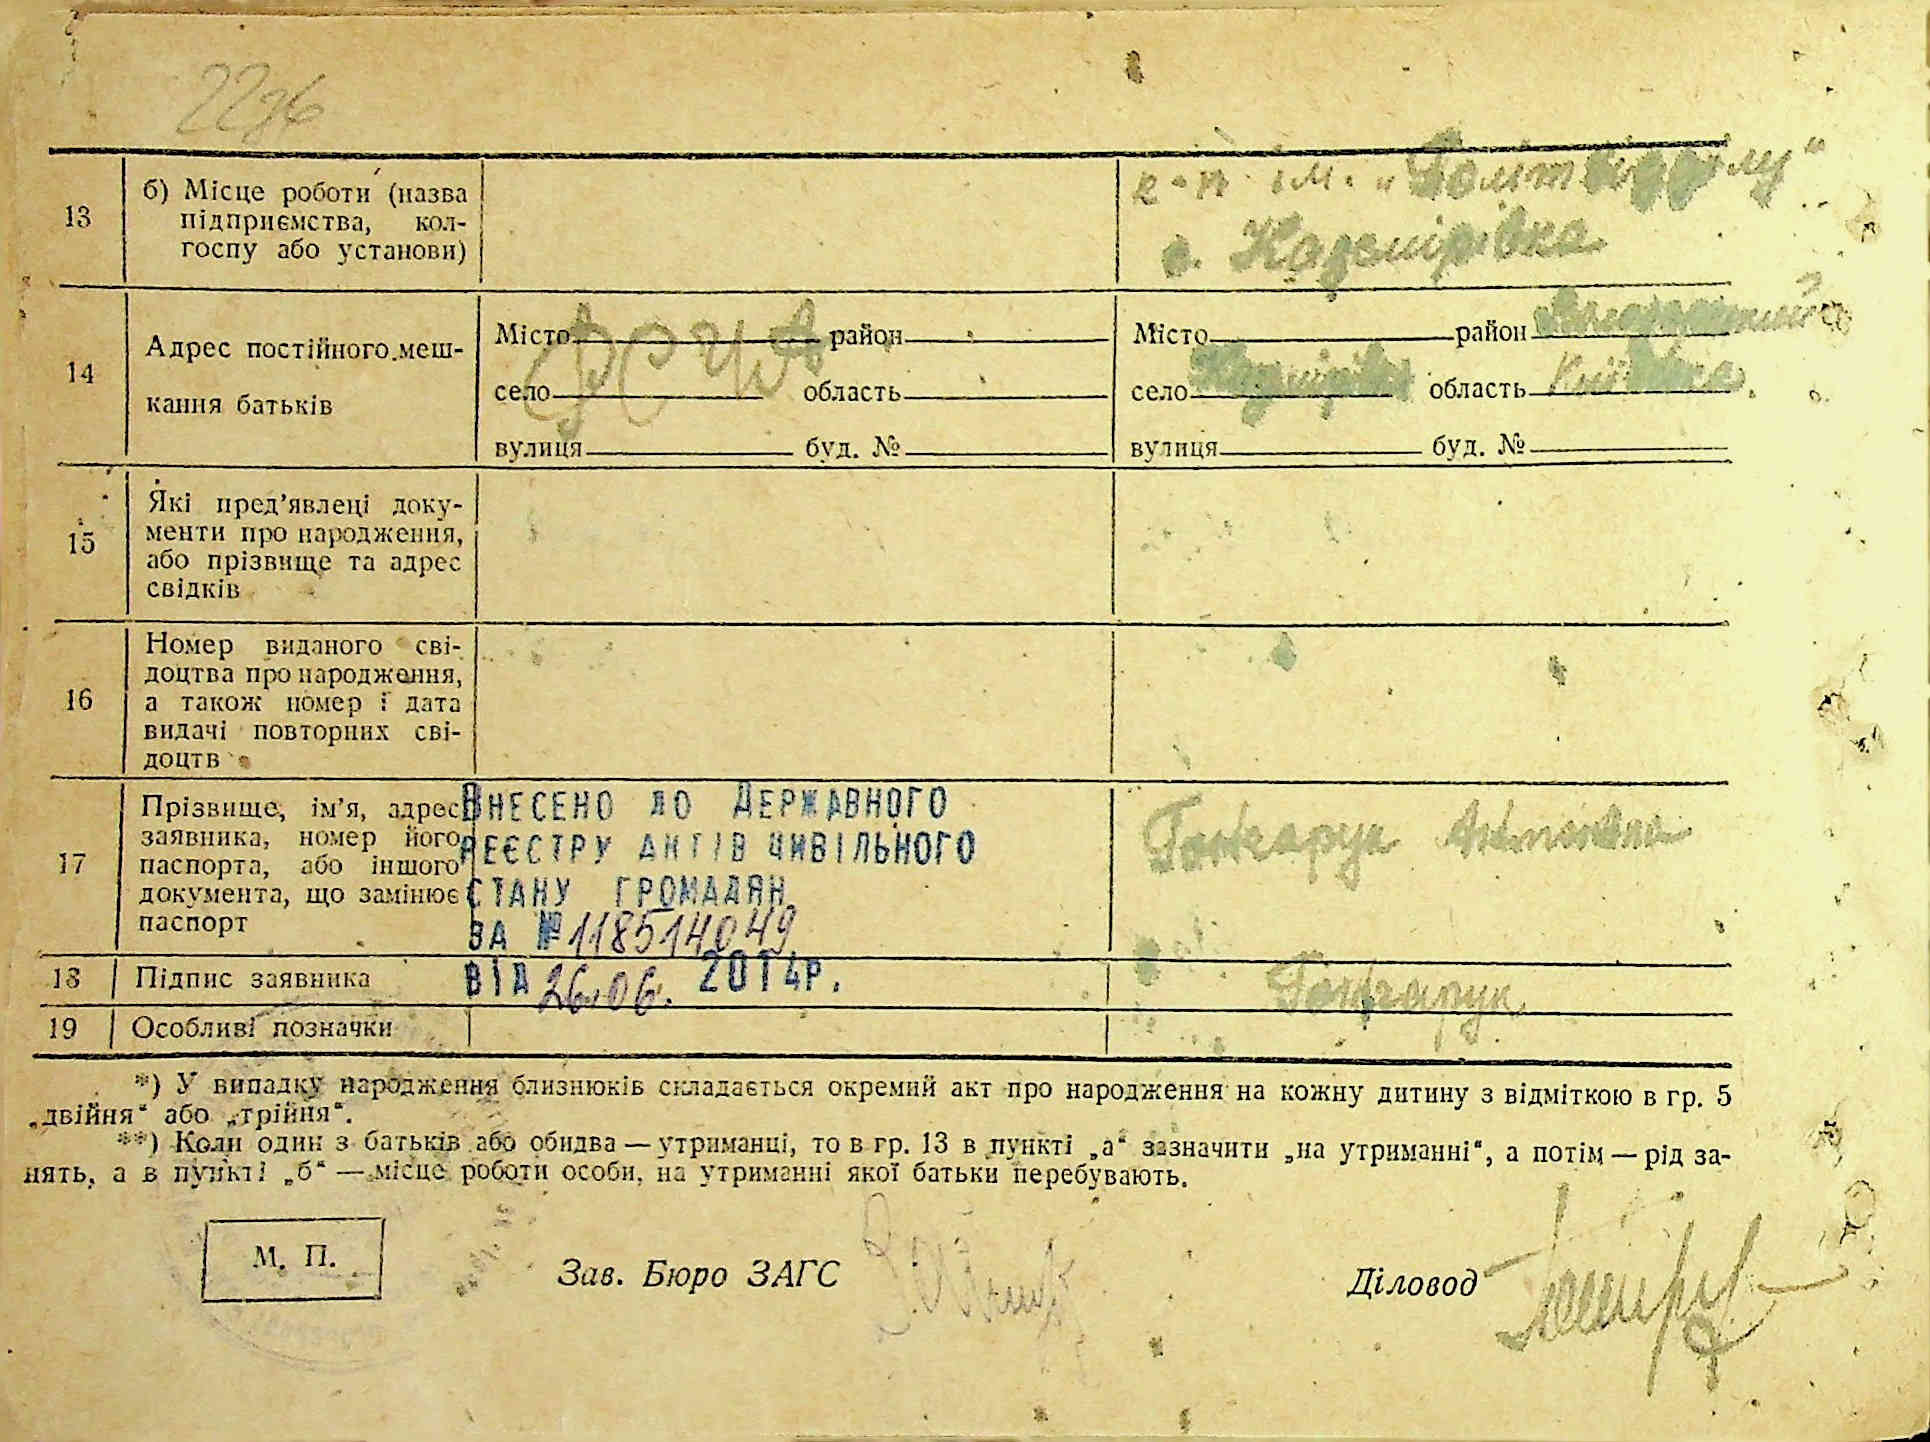 13
б) Місце роботи (назва
підприємства, кол-
госпу або установи)
к-п ім. „Політвідділу“
с. Казимірівка
14
Адрес постійного меш-
кання батьків
Місто район
село область
вулиця буд. №
Місто район
село область Київська
вулиця буд. №
15
Які пред’явлені доку-
менти про народження,
або прізвище та адрес
свідків
16
Номер виданого сві-
доцтва про народження,
а також номер і дата
видачі повторних сві-
доцтв
17
Прізвище, ім’я, адрес
заявника, номер його
паспорта, або іншого
документа, що замінює
паспорт
ВНЕСЕНО ДО ДЕРЖАВНОГО
РЕЄСТРУ АКТІВ ЦИВІЛЬНОГО
СТАНУ ГРОМАДЯН
ЗА № 118514049
ВІД 26.06. 2014р.
Гончарук
18
Підпис заявника
Гончарук
19
Особливі позначки
*) У випадку народження близнюків складається окремий акт про народження на кожну дитину з відміткою в гр. 5
„двійня“ або „трійня“.
**) Коли один з батьків або обидва — утриманці, то в гр. 13 в пункті „а“ зазначити „на утриманні“, а потім — рід за-
нять, а в пункті „б“ — місце роботи особи, на утриманні якої батьки перебувають.
М. П.
Зав. Бюро ЗАГС
Діловод